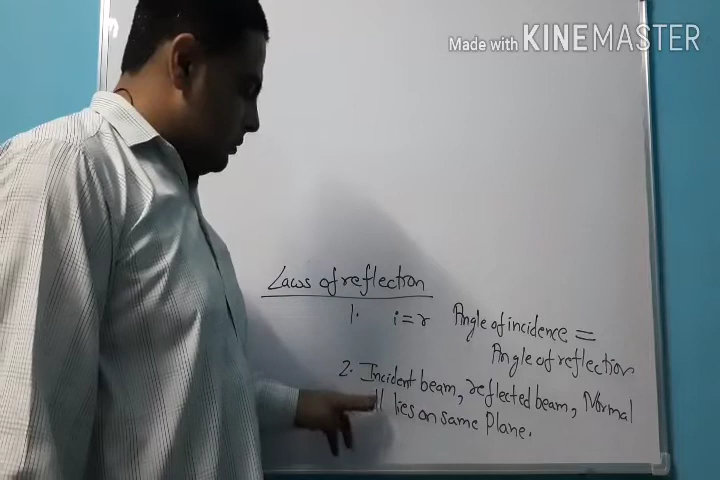 Made with KINEMASTER
Laws of reflection
1. i = r Angle of incidence =
Angle of reflection
2. Incident beam, reflected beam, Normal
lies on same Plane.